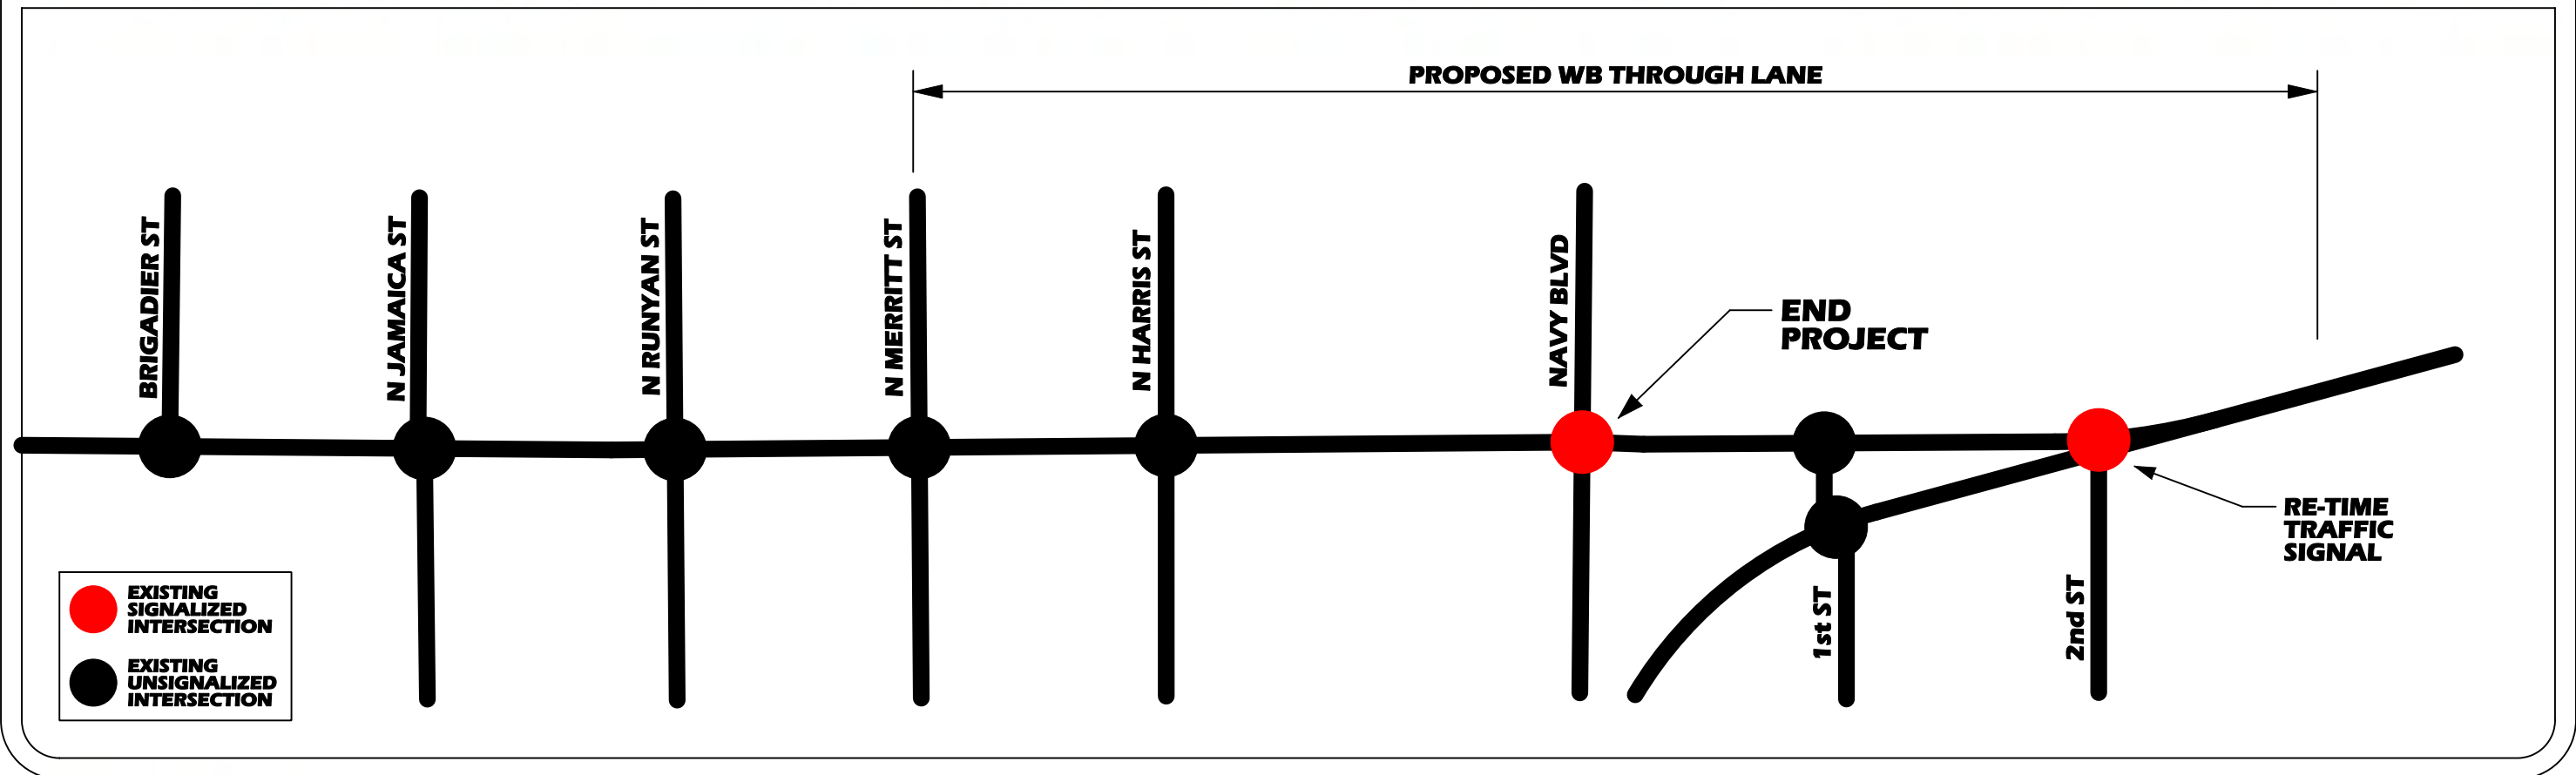 PROPOSED WB THROUGH LANE
BRIGADIER ST
N JAMAICA ST
N RUNYAN ST
N MERRITT ST
N HARRIS ST
NAVY BLVD
END
PROJECT
RE-TIME
TRAFFIC
SIGNAL
1st ST
2nd ST
EXISTING
SIGNALIZED
INTERSECTION
EXISTING
UNSIGNALIZED
INTERSECTION